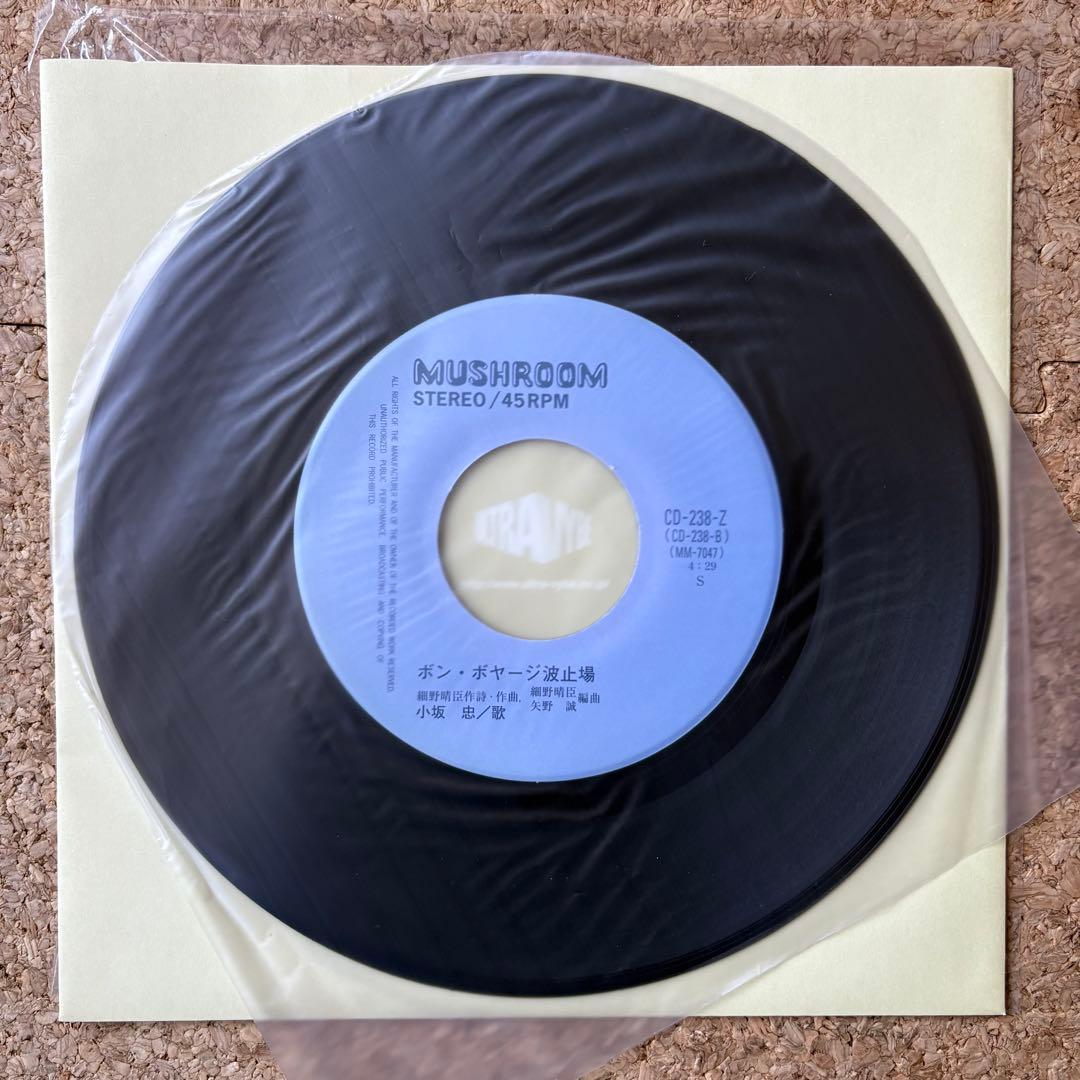 MUSHROOM
STEREO/45RPM
ALL RIGHTS OF THE MANUFACTURER AND OF THE OWNER OF THE RECORDED WORK RESERVED.
UNAUTHORIZED PUBLIC PERFORMANCE, BROADCASTING AND COPYING OF
THIS RECORD PROHIBITED.
CD-238-Z
(CD-238-B)
(MM-7047)
4:29
S
ボン・ボヤージ波止場
細野晴臣作詩・作曲, 細野晴臣 矢野 誠 編曲
小坂 忠/歌